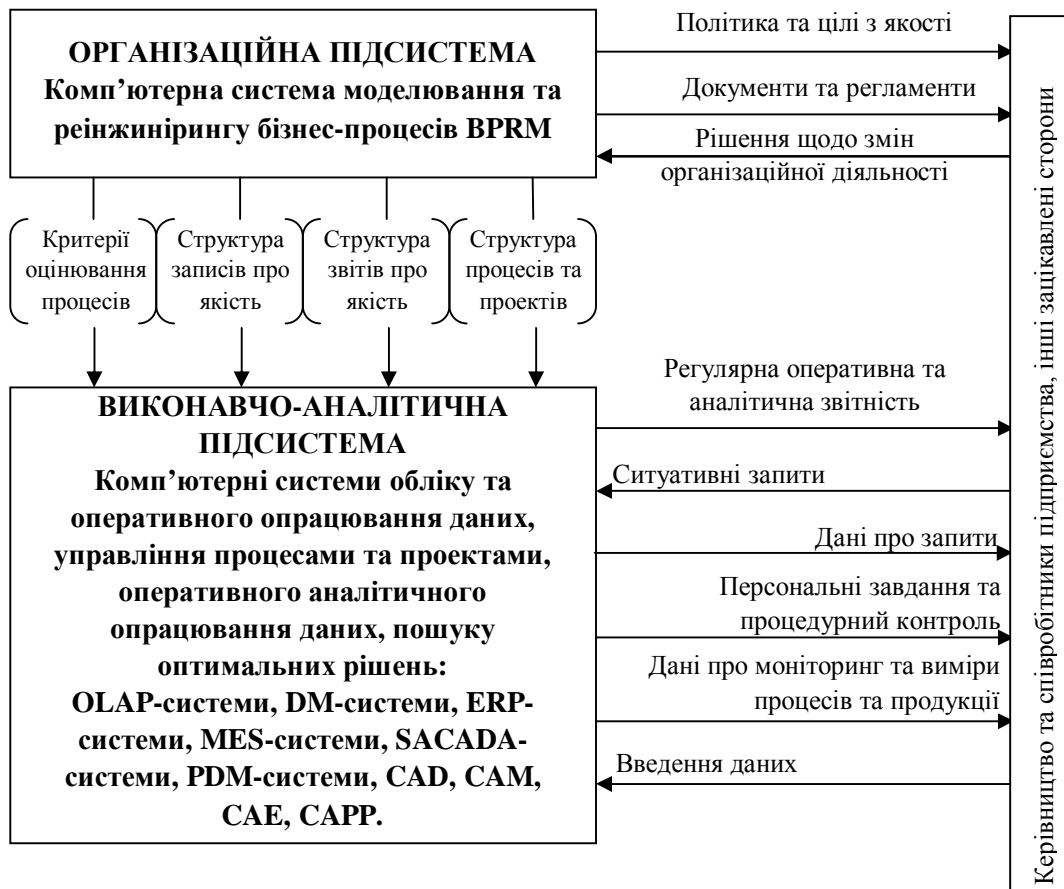 ОРГАНІЗАЦІЙНА ПІДСИСТЕМА
Комп’ютерна система моделювання та
реінжинірингу бізнес-процесів BPRM
Політика та цілі з якості
Документи та регламенти
Рішення щодо змін
організаційної діяльності
Критерії
оцінювання
процесів
Структура
записів про
якість
Структура
звітів про
якість
Структура
процесів та
проектів
ВИКОНАВЧО-АНАЛІТИЧНА
ПІДСИСТЕМА
Комп’ютерні системи обліку та
оперативного опрацювання даних,
управління процесами та проектами,
оперативного аналітичного
опрацювання даних, пошуку
оптимальних рішень:
OLAP-системи, DM-системи, ERP-
системи, MES-системи, SACADA-
системи, PDM-системи, CAD, CAM,
CAE, CAPP.
Регулярна оперативна та
аналітична звітність
Ситуативні запити
Дані про запити
Персональні завдання та
процедурний контроль
Дані про моніторинг та виміри
процесів та продукції
Введення даних
Керівництво та співробітники підприємства, інші зацікавлені сторони